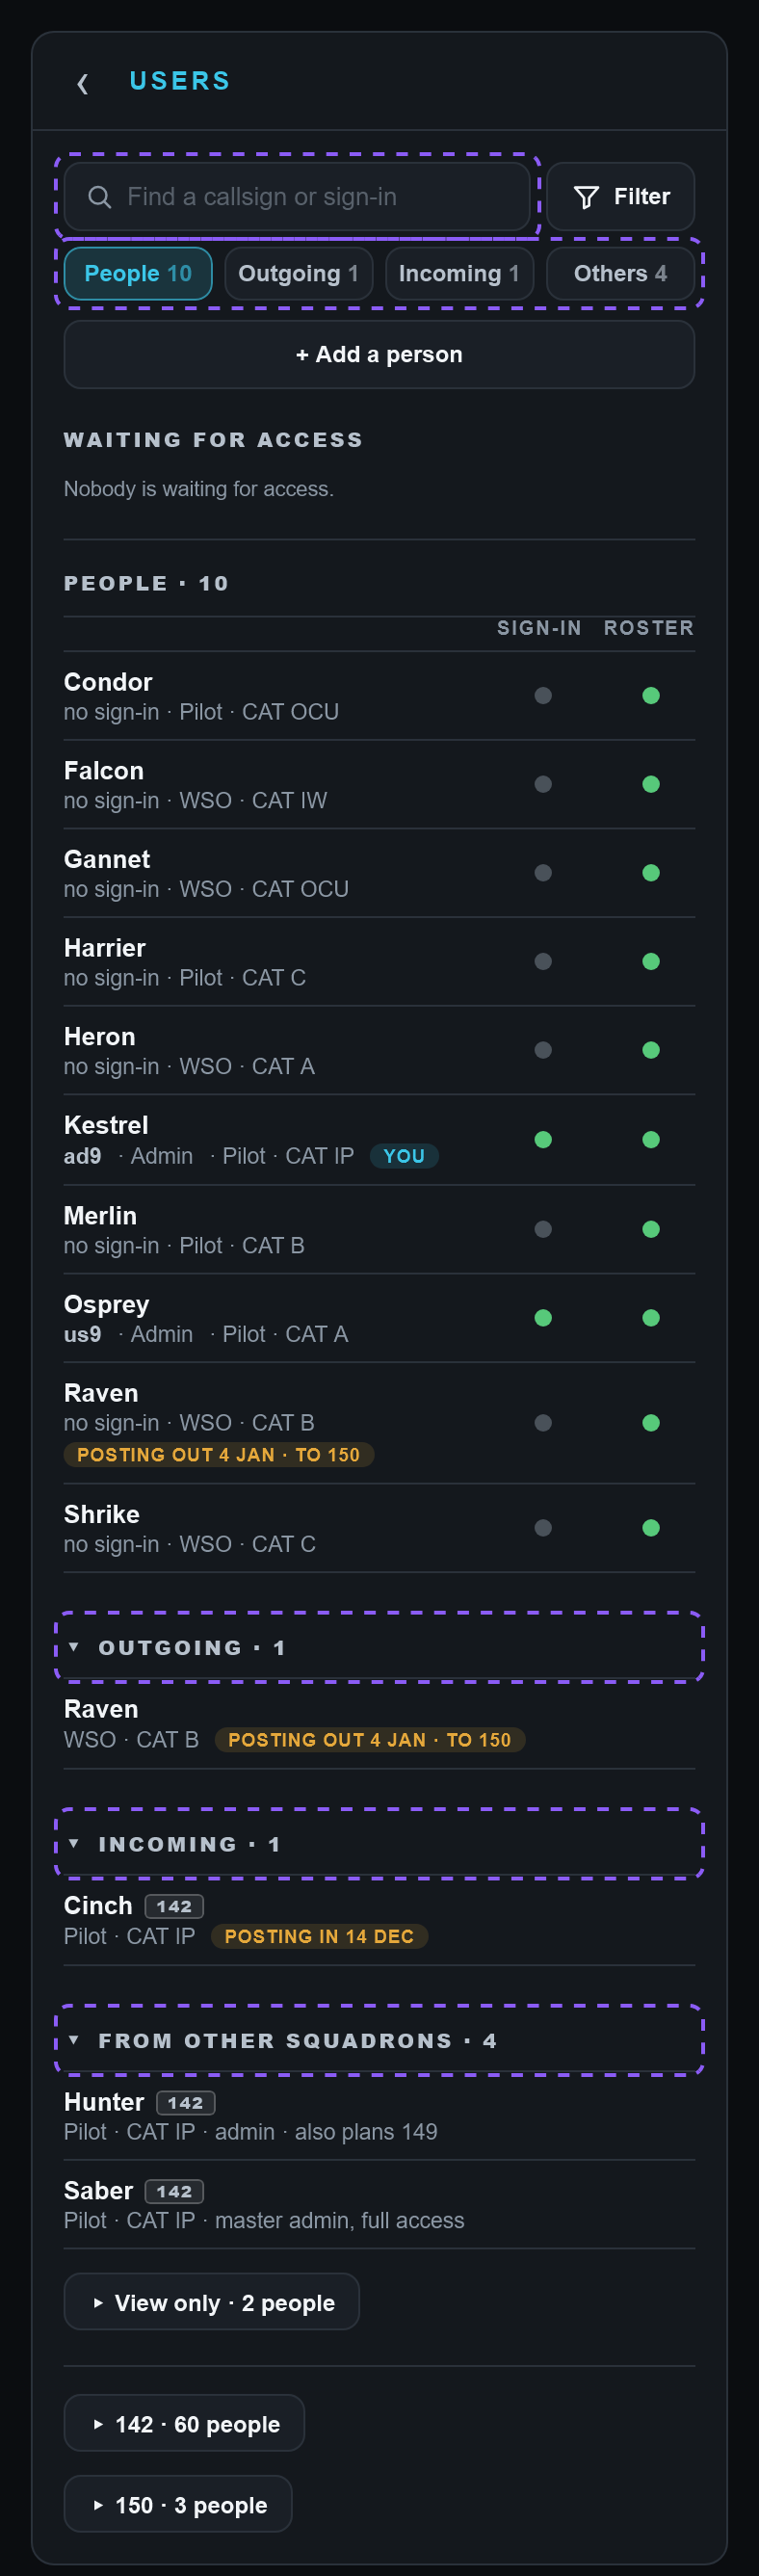 ‹ USERS
Find a callsign or sign-in
Filter
People 10 Outgoing 1 Incoming 1 Others 4
+ Add a person
WAITING FOR ACCESS
Nobody is waiting for access.
PEOPLE · 10
SIGN-IN ROSTER
Condor
no sign-in · Pilot · CAT OCU
Falcon
no sign-in · WSO · CAT IW
Gannet
no sign-in · WSO · CAT OCU
Harrier
no sign-in · Pilot · CAT C
Heron
no sign-in · WSO · CAT A
Kestrel
ad9 · Admin · Pilot · CAT IP YOU
Merlin
no sign-in · Pilot · CAT B
Osprey
us9 · Admin · Pilot · CAT A
Raven
no sign-in · WSO · CAT B
POSTING OUT 4 JAN · TO 150
Shrike
no sign-in · WSO · CAT C
▾ OUTGOING · 1
Raven
WSO · CAT B POSTING OUT 4 JAN · TO 150
▾ INCOMING · 1
Cinch 142
Pilot · CAT IP POSTING IN 14 DEC
▾ FROM OTHER SQUADRONS · 4
Hunter 142
Pilot · CAT IP · admin · also plans 149
Saber 142
Pilot · CAT IP · master admin, full access
▸ View only · 2 people
▸ 142 · 60 people
▸ 150 · 3 people